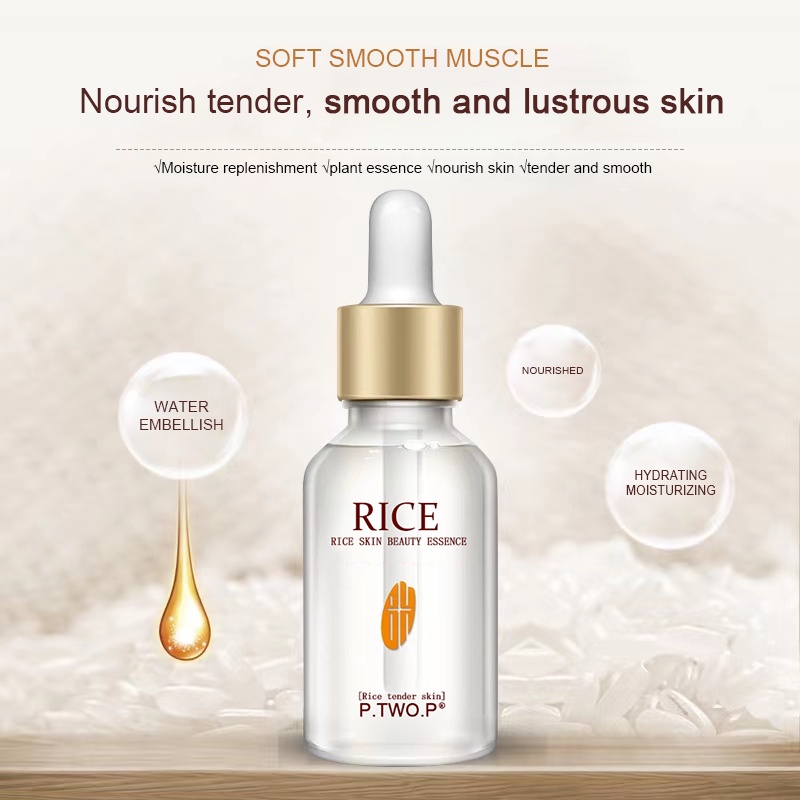 SOFT SMOOTH MUSCLE
Nourish tender, smooth and lustrous skin
√Moisture replenishment √plant essence √nourish skin √tender and smooth
NOURISHED
WATER
EMBELLISH
HYDRATING
MOISTURIZING
RICE
RICE SKIN BEAUTY ESSENCE
[Rice tender skin]
P.TWO.P®